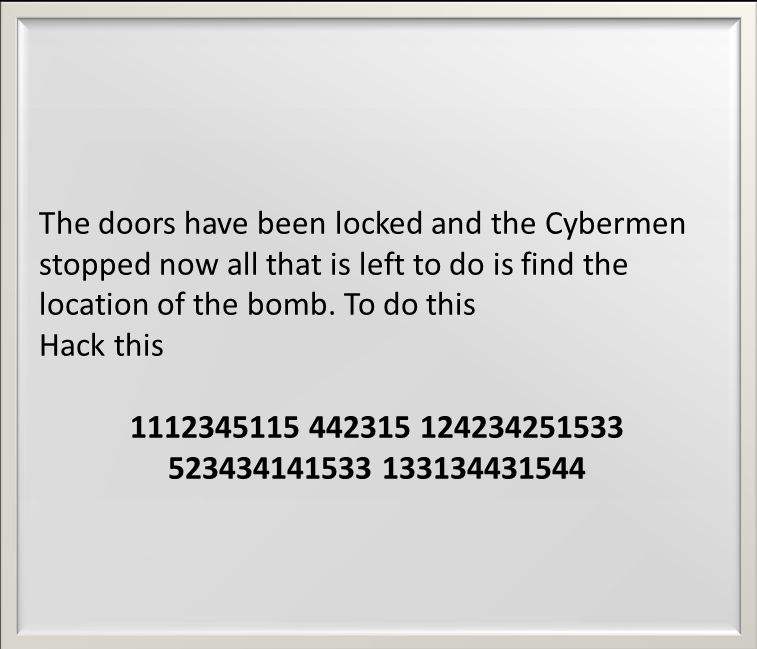 The doors have been locked and the Cybermen
stopped now all that is left to do is find the
location of the bomb. To do this
Hack this
1112345115 442315 124234251533
523434141533 133134431544